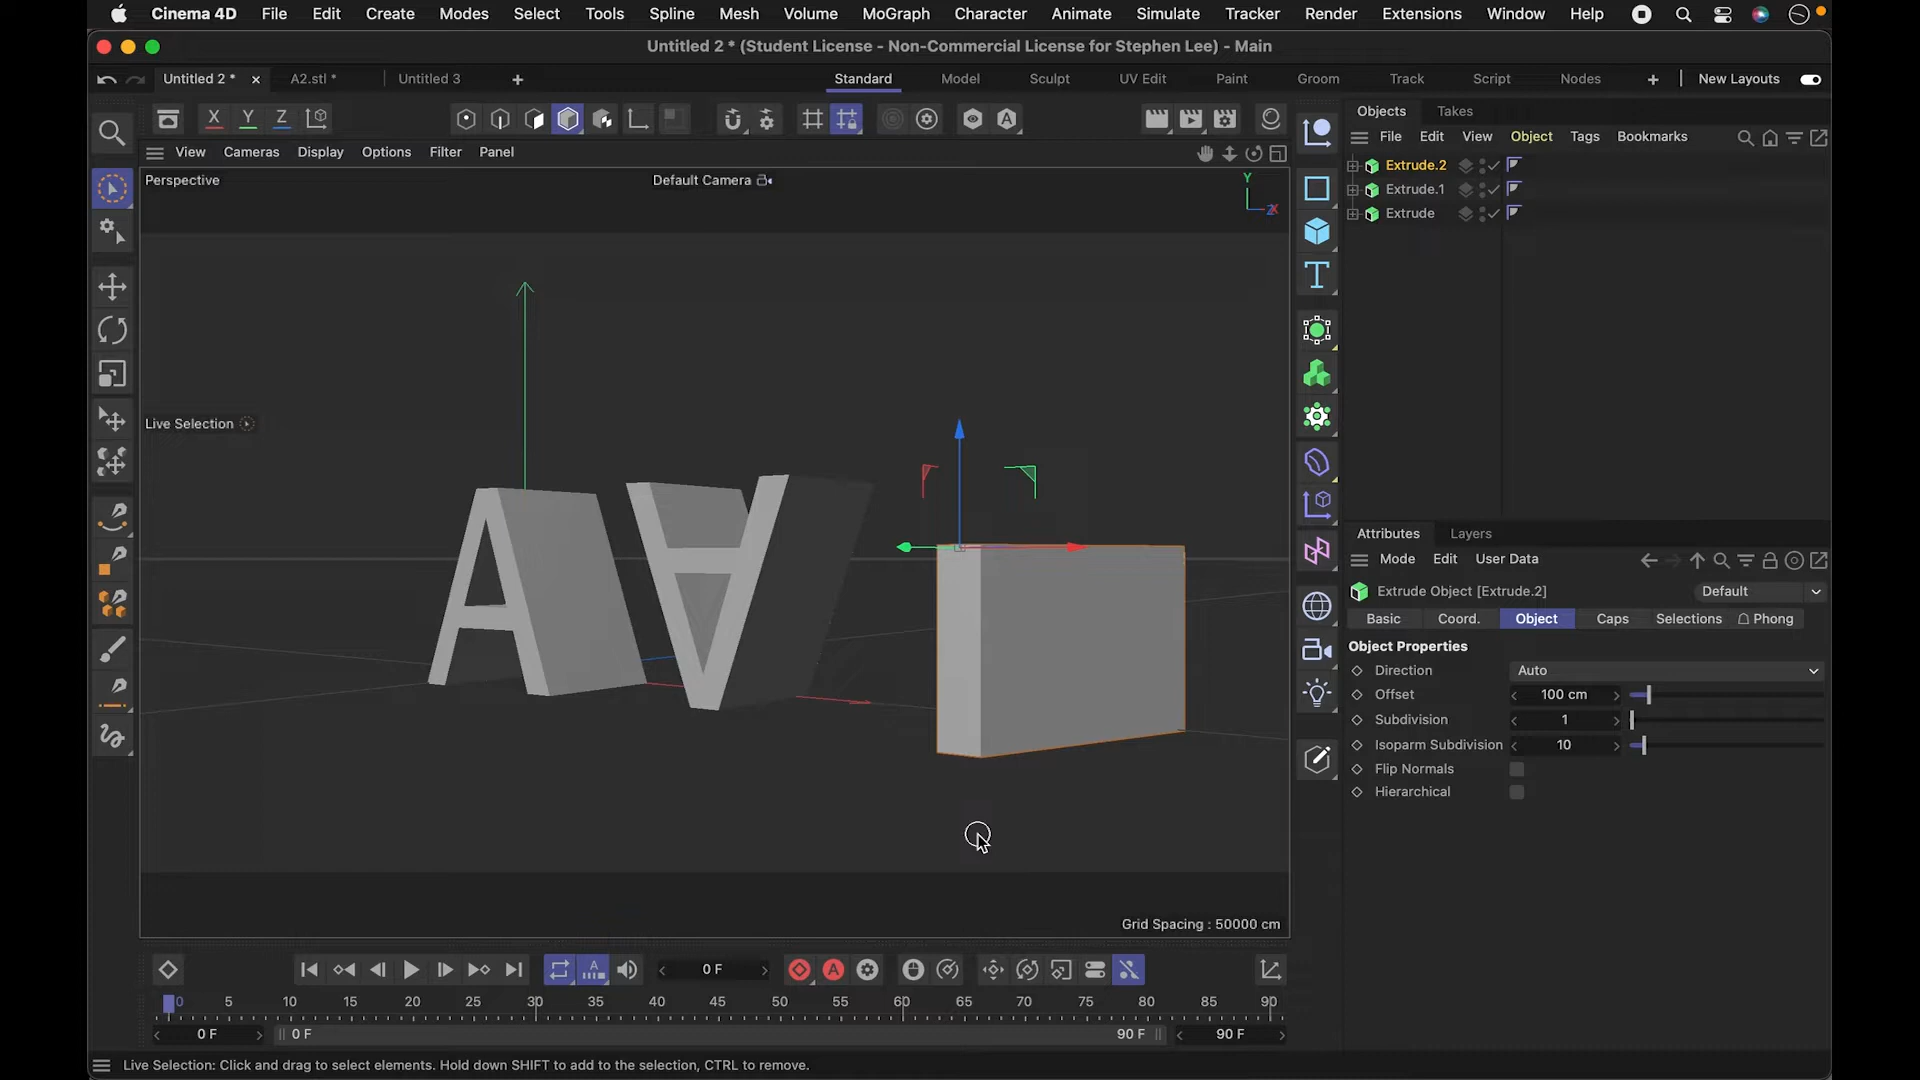 Cinema 4D File Edit Create Modes Select Tools Spline Mesh Volume MoGraph Character Animate Simulate Tracker Render Extensions Window Help
Untitled 2 * (Student License - Non-Commercial License for Stephen Lee) - Main
Untitled 2 * A2.stl * Untitled 3 Standard Model Sculpt UV Edit Paint Groom Track Script Nodes New Layouts
X Y Z A Objects Takes
View Cameras Display Options Filter Panel File Edit View Object Tags Bookmarks
Perspective Default Camera Y
Z X
Extrude.2
Extrude.1
Extrude
T
Live Selection
A A
Attributes Layers
Mode Edit User Data
Extrude Object [Extrude.2] Default
Basic Coord. Object Caps Selections Phong
Object Properties
Direction Auto
Offset 100 cm
Subdivision 1
Isoparm Subdivision 10
Flip Normals
Hierarchical
Grid Spacing : 50000 cm
A 0 F A
0 5 10 15 20 25 30 35 40 45 50 55 60 65 70 75 80 85 90
0 F 0 F 90 F 90 F
Live Selection: Click and drag to select elements. Hold down SHIFT to add to the selection, CTRL to remove.